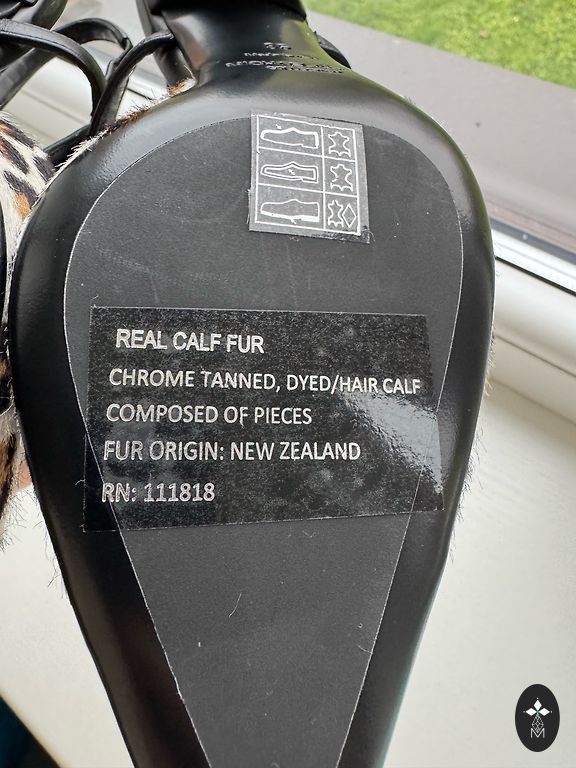 REAL CALF FUR
CHROME TANNED, DYED/HAIR CALF
COMPOSED OF PIECES
FUR ORIGIN: NEW ZEALAND
RN: 111818
M